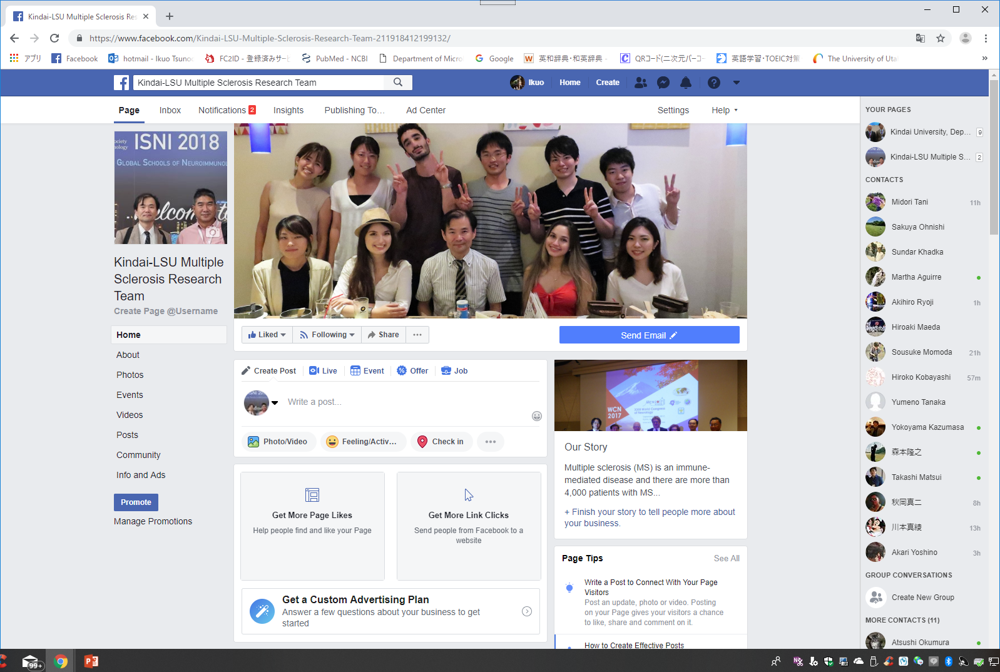 Kindai-LSU Multiple Sclerosis Res
https://www.facebook.com/Kindai-LSU-Multiple-Sclerosis-Research-Team-211918412199132/
アプリ Facebook hotmail - Ikuo Tsuno FC2ID - 登録済みサービ PubMed - NCBI Department of Micro Google 英和辞典・和英辞典 - QRコード(二次元バーコー 英語学習・TOEIC対策 The University of Uta »
Kindai-LSU Multiple Sclerosis Research Team
Ikuo Home Create
Page Inbox Notifications 2 Insights Publishing To… Ad Center Settings Help
ISNI 2018
GLOBAL SCHOOLS OF NEUROIMMUNOL
Kindai-LSU Multiple
Sclerosis Research
Team
Create Page @Username
Home
About
Photos
Events
Videos
Posts
Community
Info and Ads
Promote
Manage Promotions
Liked Following Share ...
Send Email
Create Post Live Event Offer Job
Write a post...
Photo/Video Feeling/Activ... Check in
Get More Page Likes
Help people find and like your Page
Get More Link Clicks
Send people from Facebook to a
website
Get a Custom Advertising Plan
Answer a few questions about your business to get
started
WCN
2017
Our Story
Multiple sclerosis (MS) is an immune-
mediated disease and there are more than
4,000 patients with MS...
+ Finish your story to tell people more about
your business.
Page Tips See All
Write a Post to Connect With Your Page
Visitors
Post an update, photo or video. Posting
on your Page gives your visitors a chance
to like, share and comment on it.
How to Create Effective Posts
YOUR PAGES
Kindai University, Dep... 9
Kindai-LSU Multiple S... 2
CONTACTS
Midori Tani 11h
Sakuya Ohnishi
Sundar Khadka
Martha Aguirre
Akihiro Ryoji 1h
Hiroaki Maeda
Sousuke Momoda 21h
Hiroko Kobayashi 57m
Yumeno Tanaka
Yokoyama Kazumasa
森本隆之
Takashi Matsui
秋岡真二 8h
川本真綾 13h
Akari Yoshino 3h
GROUP CONVERSATIONS
Create New Group
MORE CONTACTS (11)
Atsushi Okumura
99+